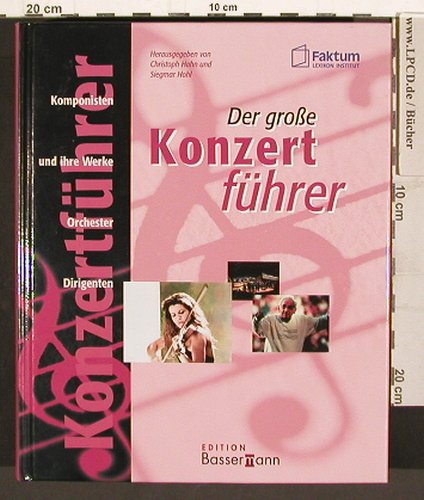 20 cm
10 cm
Herausgegeben von
Christoph Hahn und
Siegmar Hohl
Faktum
LEXIKON INSTITUT
Konzertführer
Komponisten
und ihre Werke
Orchester
Dirigenten
Der große
Konzert
führer
EDITION
Bassermann
www.LPCD.de / Bücher
10 cm
20 cm